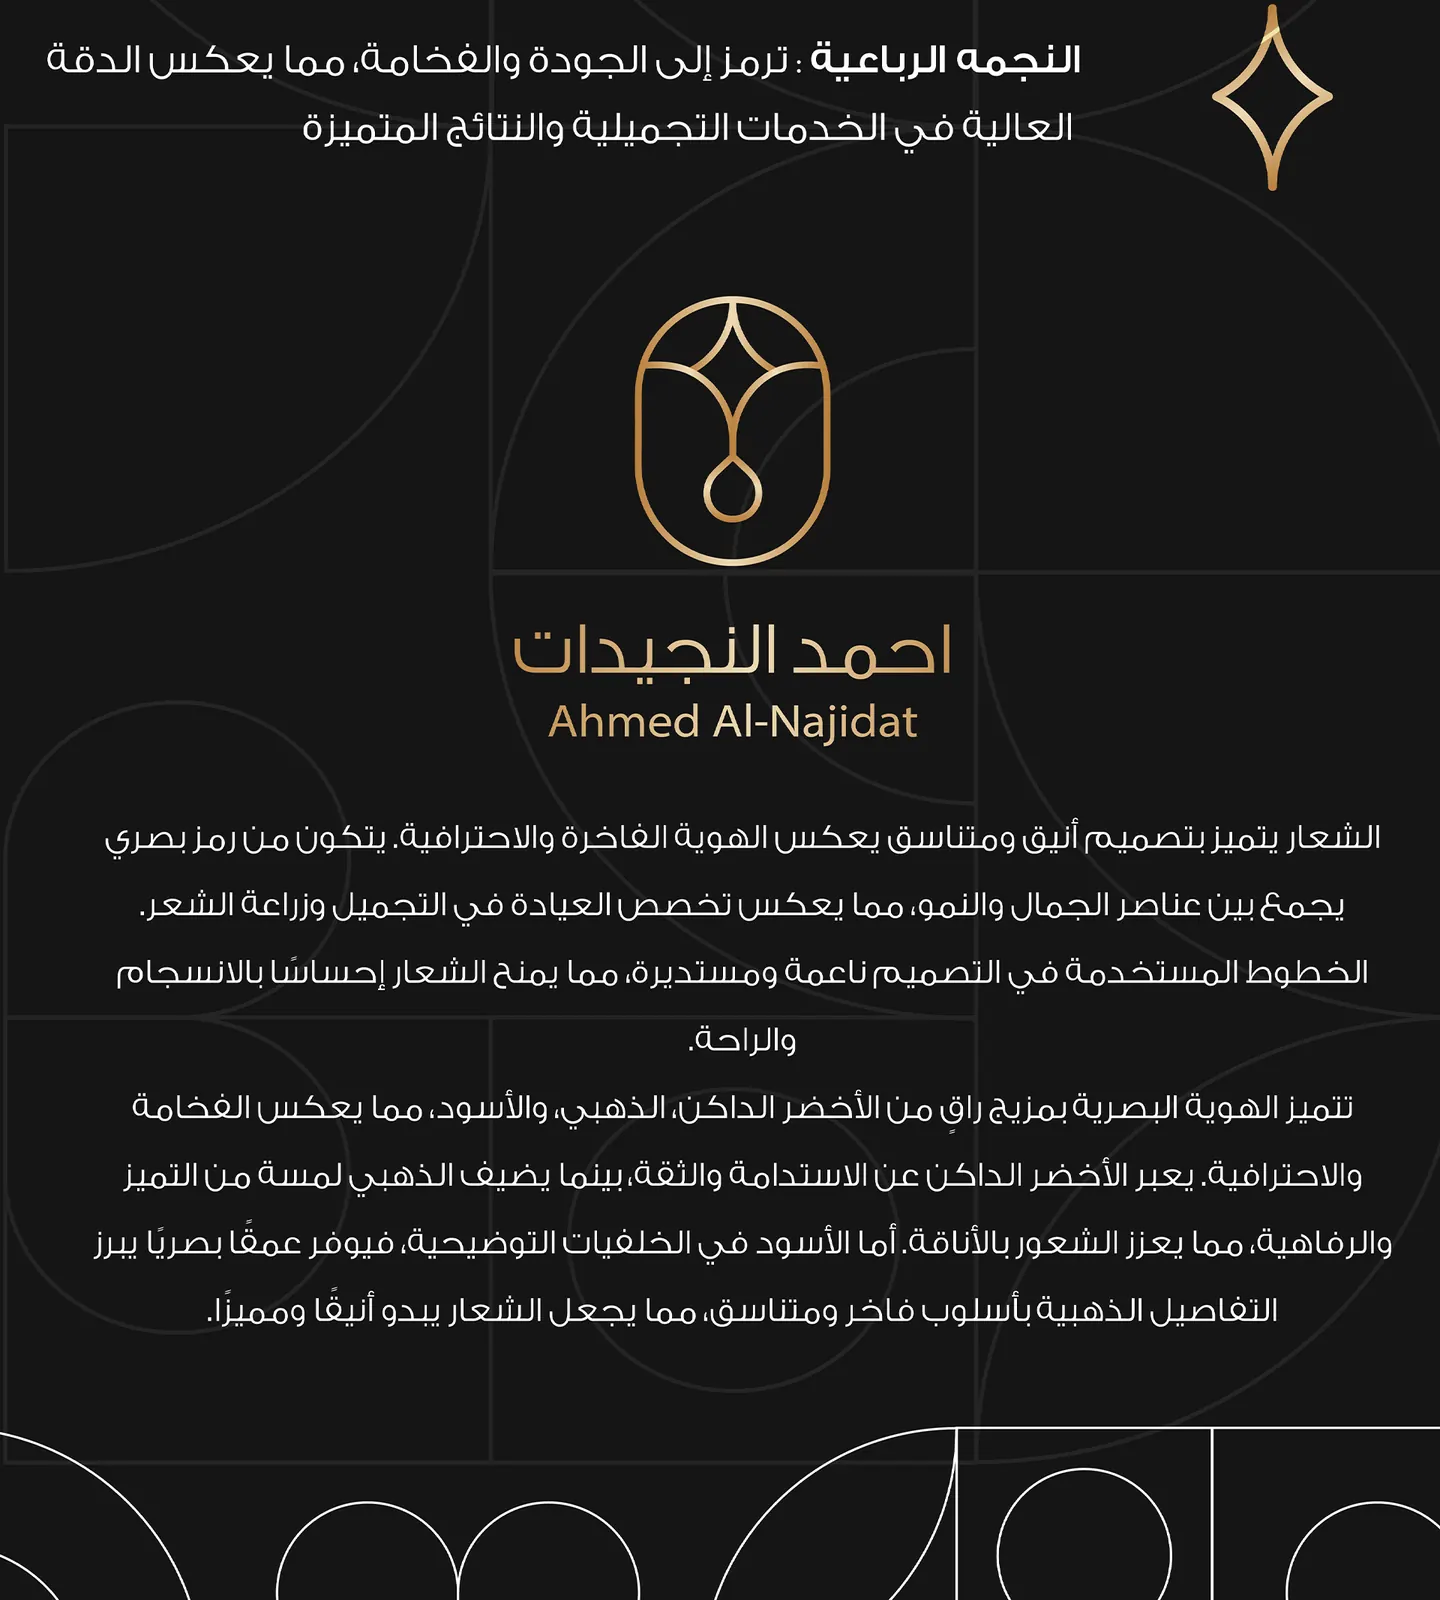 النجمه الرباعية : ترمز إلى الجودة والفخامة، مما يعكس الدقة
العالية في الخدمات التجميلية والنتائج المتميزة
احمد النجيدات
Ahmed Al-Najidat
الشعار يتميز بتصميم أنيق ومتناسق يعكس الهوية الفاخرة والاحترافية. يتكون من رمز بصري
يجمع بين عناصر الجمال والنمو، مما يعكس تخصص العيادة في التجميل وزراعة الشعر.
الخطوط المستخدمة في التصميم ناعمة ومستديرة، مما يمنح الشعار إحساسًا بالانسجام
والراحة.
تتميز الهوية البصرية بمزيج راقٍ من الأخضر الداكن، الذهبي، والأسود، مما يعكس الفخامة
والاحترافية. يعبر الأخضر الداكن عن الاستدامة والثقة، بينما يضيف الذهبي لمسة من التميز
والرفاهية، مما يعزز الشعور بالأناقة. أما الأسود في الخلفيات التوضيحية، فيوفر عمقًا بصريًا يبرز
التفاصيل الذهبية بأسلوب فاخر ومتناسق، مما يجعل الشعار يبدو أنيقًا ومميزًا.